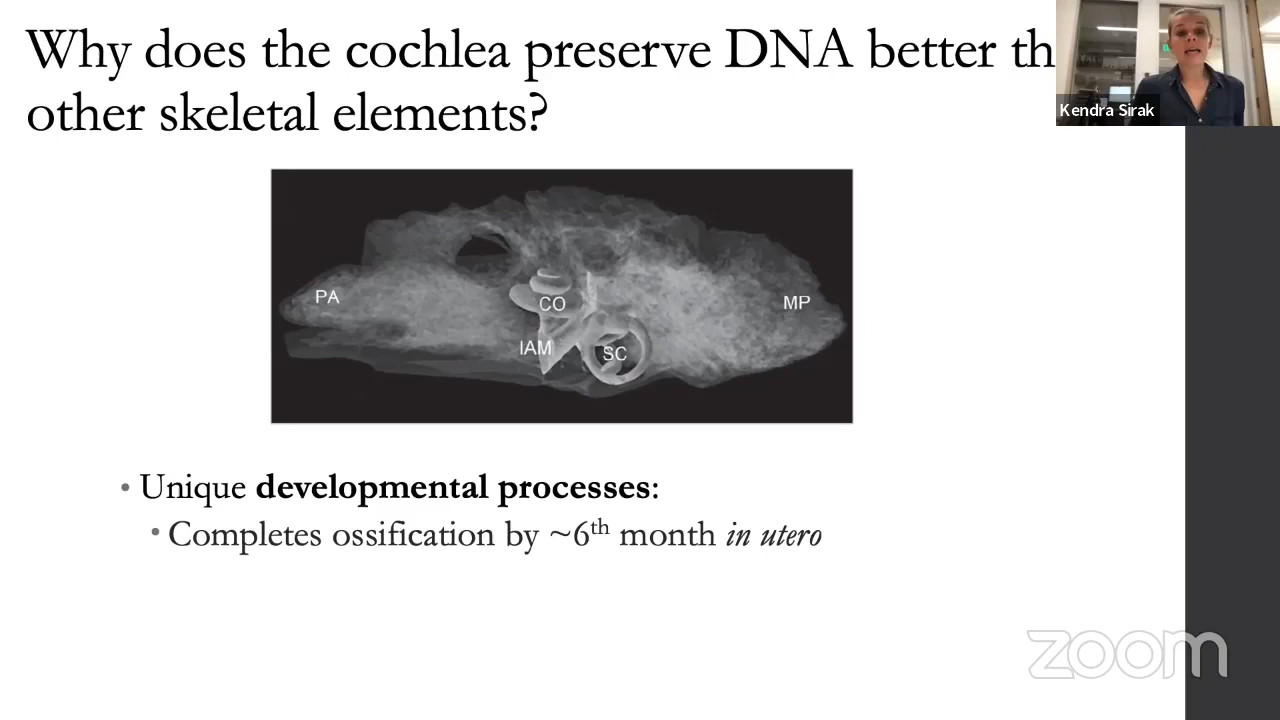 Why does the cochlea preserve DNA better th
other skeletal elements?
Kendra Sirak
PA
CO
MP
IAM
SC
• Unique developmental processes:
• Completes ossification by ~6th month in utero
zoom